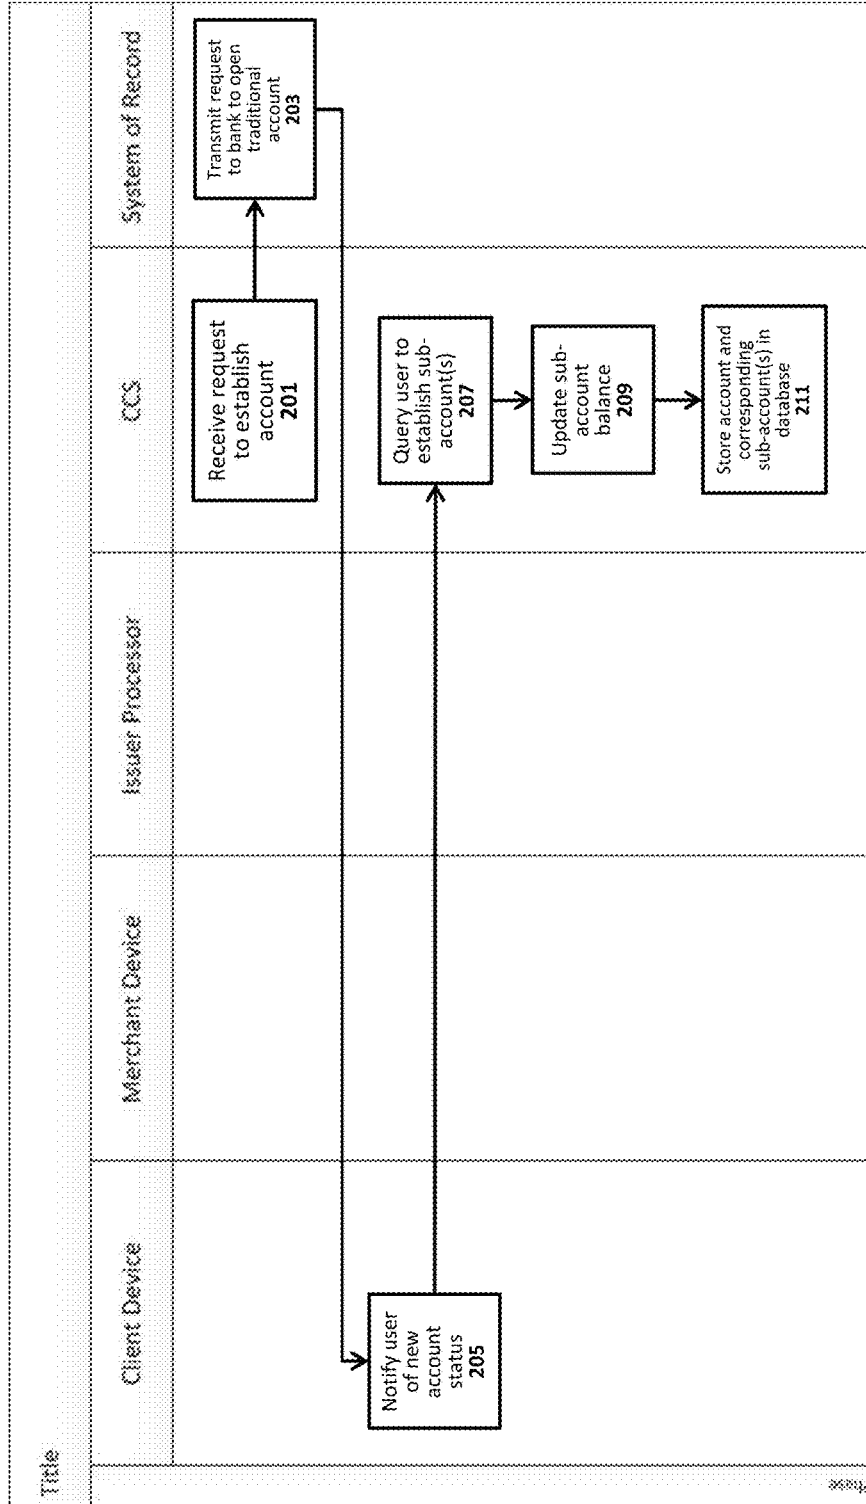 Title
Client Device
Merchant Device
Issuer Processor
CCS
System of Record
Receive request
to establish
account
201
Transmit request
to bank to open
traditional
account
203
Notify user
of new
account
status
205
Query user to
establish sub-
account(s)
207
Update sub-
account
balance
209
Store account and
corresponding
sub-account(s) in
database
211